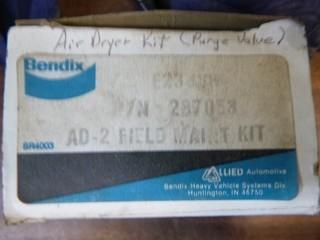 Air Dryer Kit (Purge Valve)
Bendix
P/N - 287053
AD-2 FIELD MAINT KIT
SR4003
ALLIED Automotive
Bendix Heavy Vehicle Systems Div.
Huntington, IN 46750